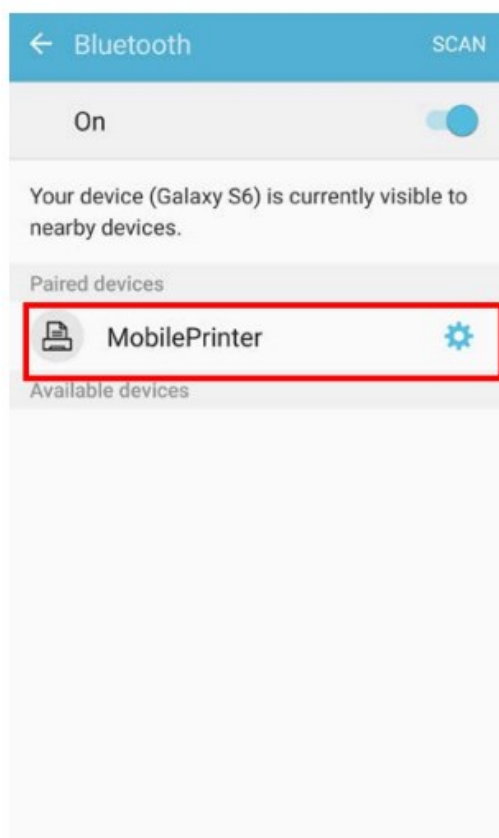 Bluetooth SCAN
On
Your device (Galaxy S6) is currently visible to
nearby devices.
Paired devices
MobilePrinter
Available devices